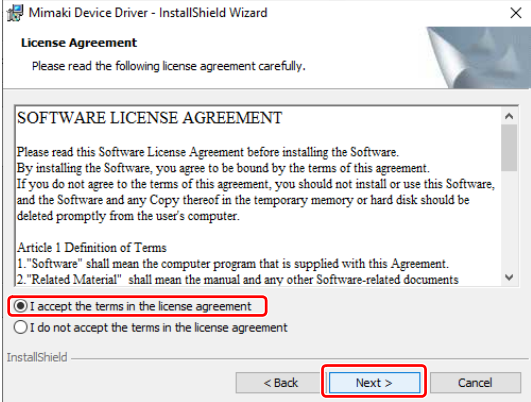 Mimaki Device Driver - InstallShield Wizard
License Agreement
Please read the following license agreement carefully.
SOFTWARE LICENSE AGREEMENT
Please read this Software License Agreement before installing the Software.
By installing the Software, you agree to be bound by the terms of this agreement.
If you do not agree to the terms of this agreement, you should not install or use this Software,
and the Software and any Copy thereof in the temporary memory or hard disk should be
deleted promptly from the user's computer.
Article 1 Definition of Terms
1."Software" shall mean the computer program that is supplied with this Agreement.
2."Related Material" shall mean the manual and any other Software-related documents
I accept the terms in the license agreement
I do not accept the terms in the license agreement
InstallShield
< Back
Next >
Cancel